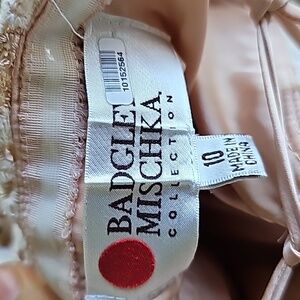 10152564
BADGLEY
MISCHKA
COLLECTION
10
MADE IN
CHINA